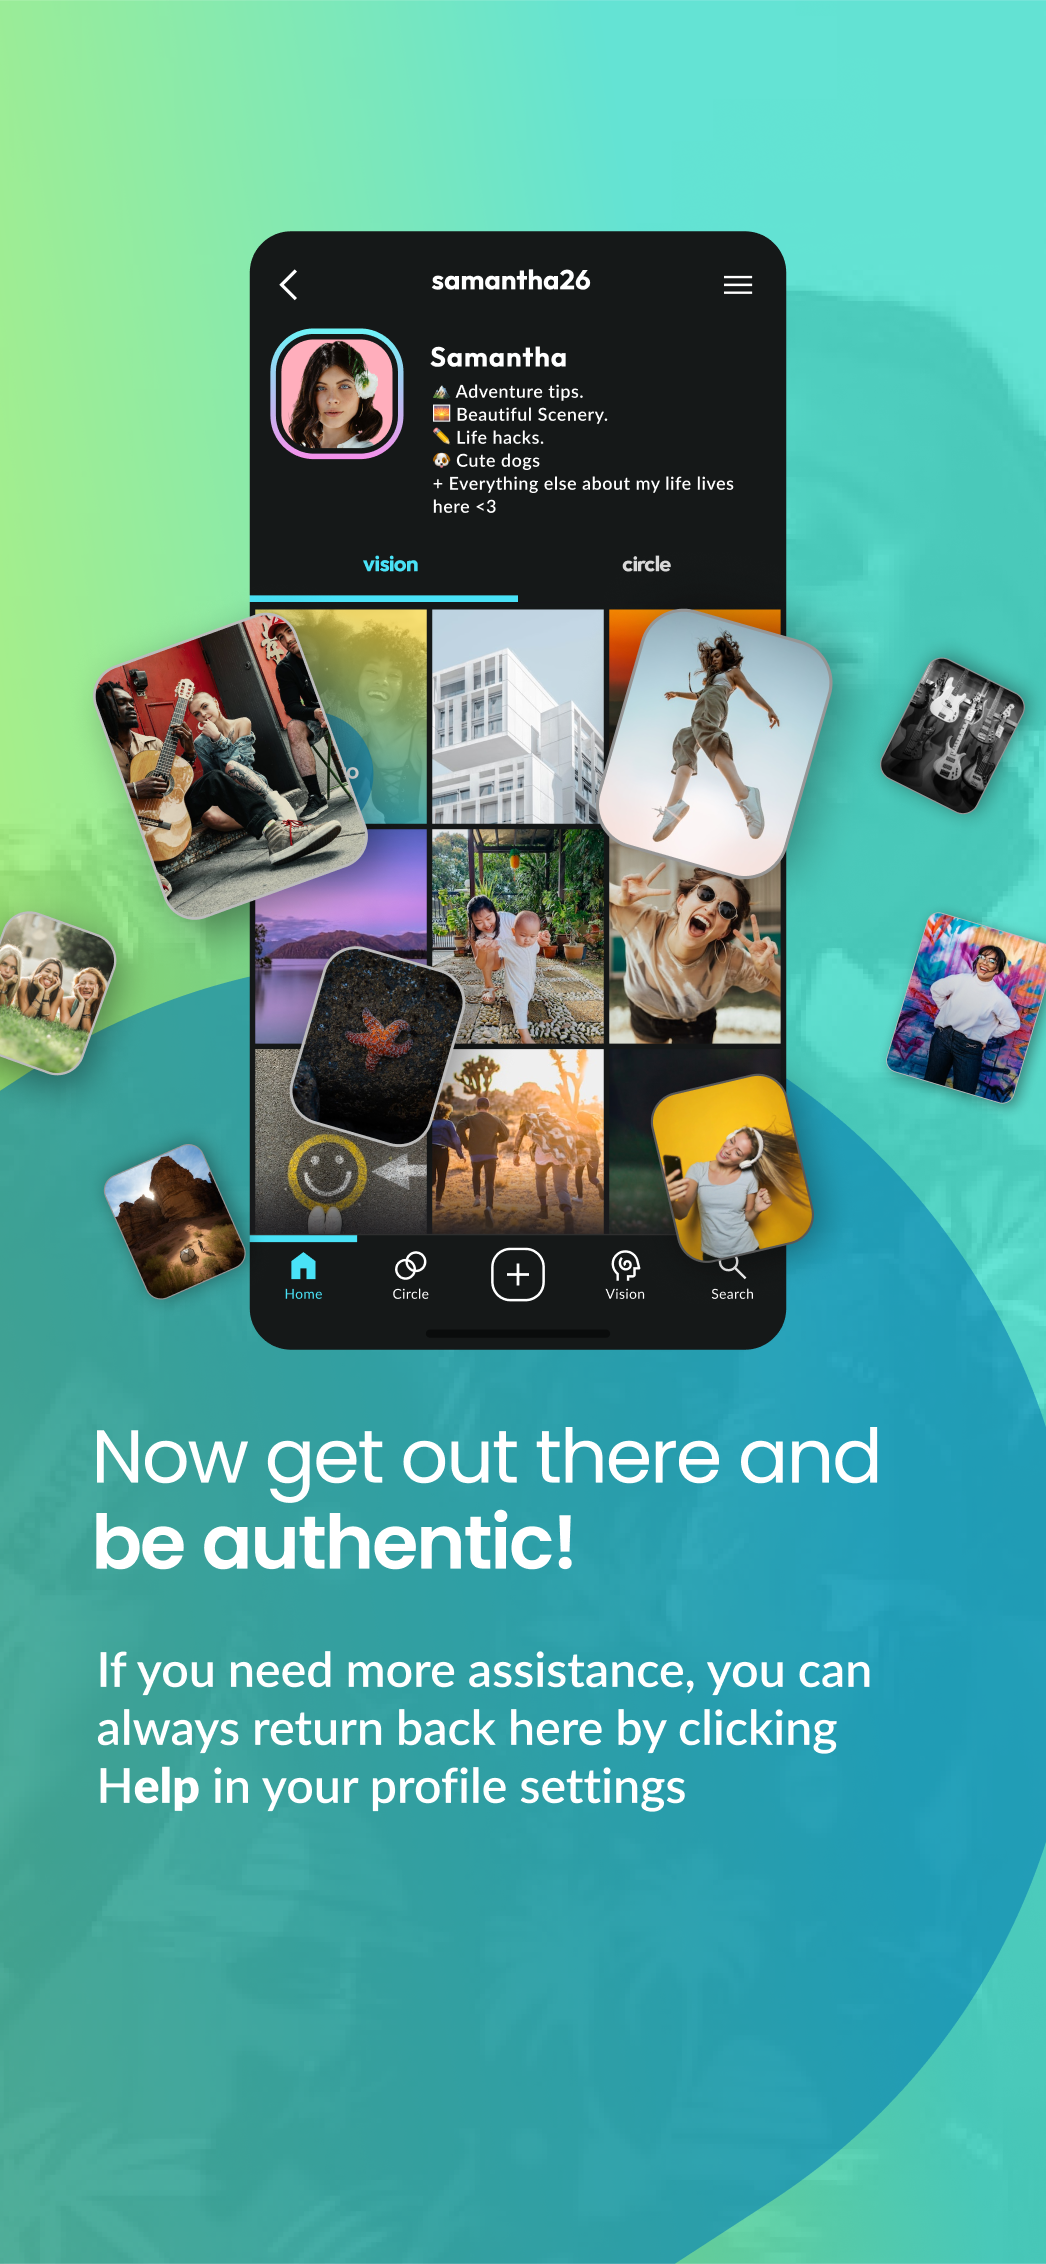 samantha26
Samantha
🏔️ Adventure tips.
🌅 Beautiful Scenery.
✏️ Life hacks.
🐶 Cute dogs
+ Everything else about my life lives
here <3
vision
circle
Home
Circle
Vision
Search
Now get out there and
be authentic!
If you need more assistance, you can
always return back here by clicking
Help in your profile settings